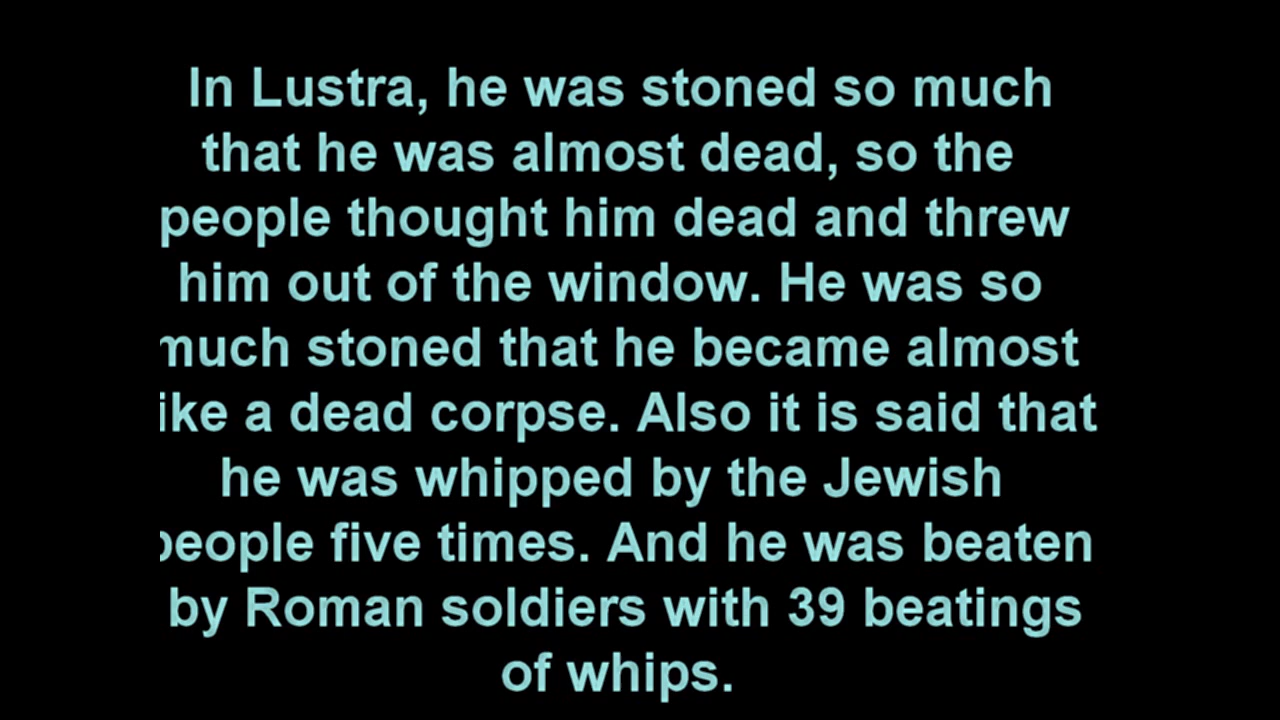 In Lustra, he was stoned so much
that he was almost dead, so the
people thought him dead and threw
him out of the window. He was so
much stoned that he became almost
ike a dead corpse. Also it is said that
he was whipped by the Jewish
people five times. And he was beaten
by Roman soldiers with 39 beatings
of whips.